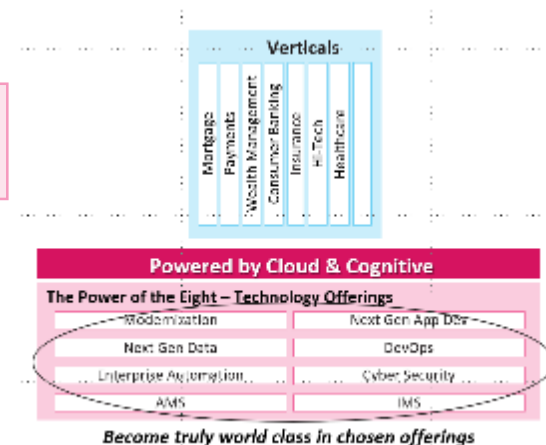 Verticals
Mortgage
Payments
Wealth Management
Consumer Banking
Insurance
Hi-Tech
Healthcare
Powered by Cloud & Cognitive
The Power of the Eight – Technology Offerings
Modernization
Next Gen App Dev
Next Gen Data
DevOps
Enterprise Automation
Cyber Security
AMS
IMS
Become truly world class in chosen offerings